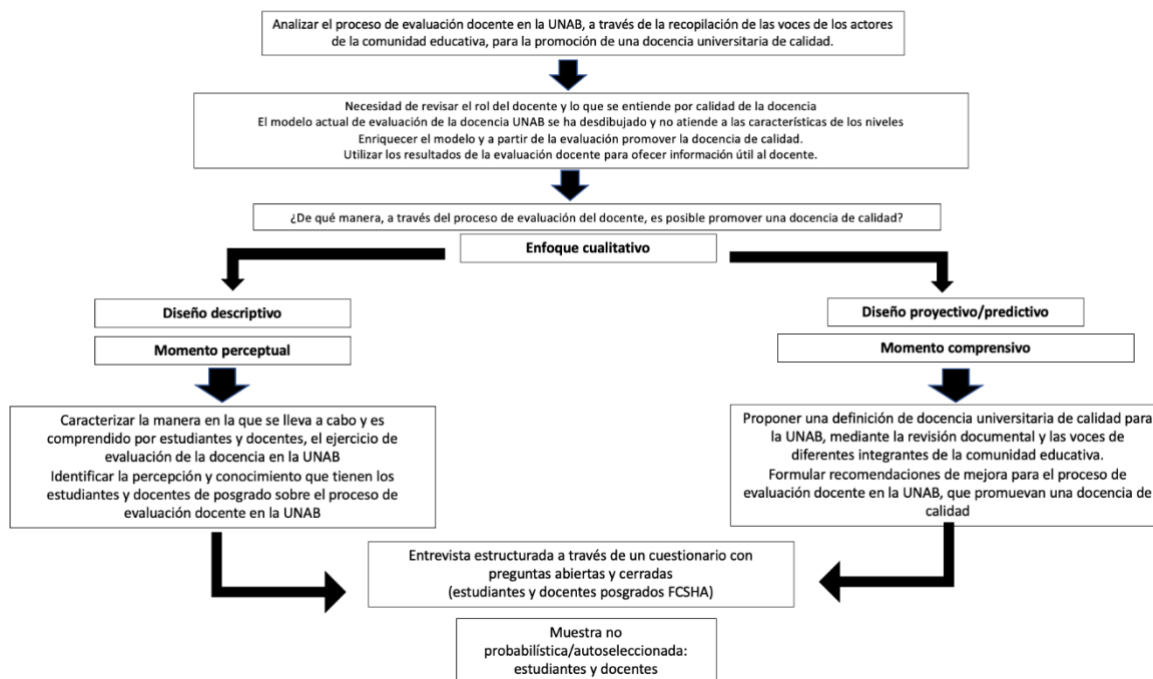 Analizar el proceso de evaluación docente en la UNAB, a través de la recopilación de las voces de los actores
de la comunidad educativa, para la promoción de una docencia universitaria de calidad.
Necesidad de revisar el rol del docente y lo que se entiende por calidad de la docencia
El modelo actual de evaluación de la docencia UNAB se ha desdibujado y no atiende a las características de los niveles
Enriquecer el modelo y a partir de la evaluación promover la docencia de calidad.
Utilizar los resultados de la evaluación docente para ofecer información útil al docente.
¿De qué manera, a través del proceso de evaluación del docente, es posible promover una docencia de calidad?
Enfoque cualitativo
Diseño descriptivo
Momento perceptual
Caracterizar la manera en la que se lleva a cabo y es
comprendido por estudiantes y docentes, el ejercicio de
evaluación de la docencia en la UNAB
Identificar la percepción y conocimiento que tienen los
estudiantes y docentes de posgrado sobre el proceso de
evaluación docente en la UNAB
Diseño proyectivo/predictivo
Momento comprensivo
Proponer una definición de docencia universitaria de calidad para
la UNAB, mediante la revisión documental y las voces de
diferentes integrantes de la comunidad educativa.
Formular recomendaciones de mejora para el proceso de
evaluación docente en la UNAB, que promuevan una docencia de
calidad
Entrevista estructurada a través de un cuestionario con
preguntas abiertas y cerradas
(estudiantes y docentes posgrados FCSHA)
Muestra no
probabilística/autoseleccionada:
estudiantes y docentes